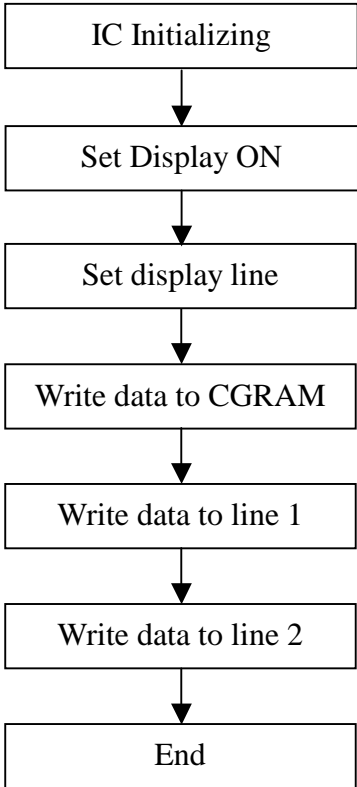 IC Initializing
Set Display ON
Set display line
Write data to CGRAM
Write data to line 1
Write data to line 2
End